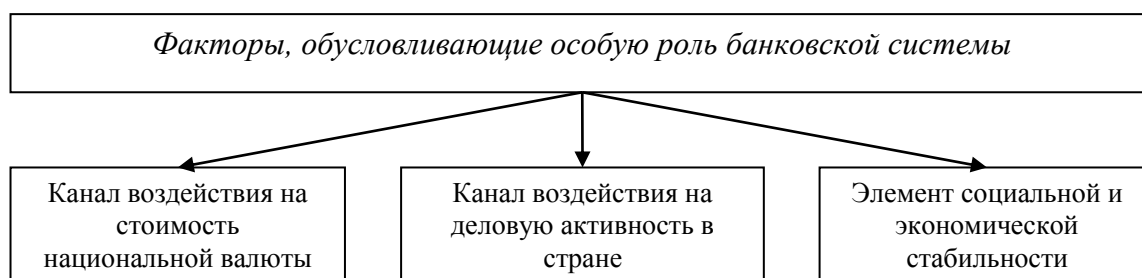 Факторы, обусловливающие особую роль банковской системы
Канал воздействия на
стоимость
национальной валюты
Канал воздействия на
деловую активность в
стране
Элемент социальной и
экономической
стабильности